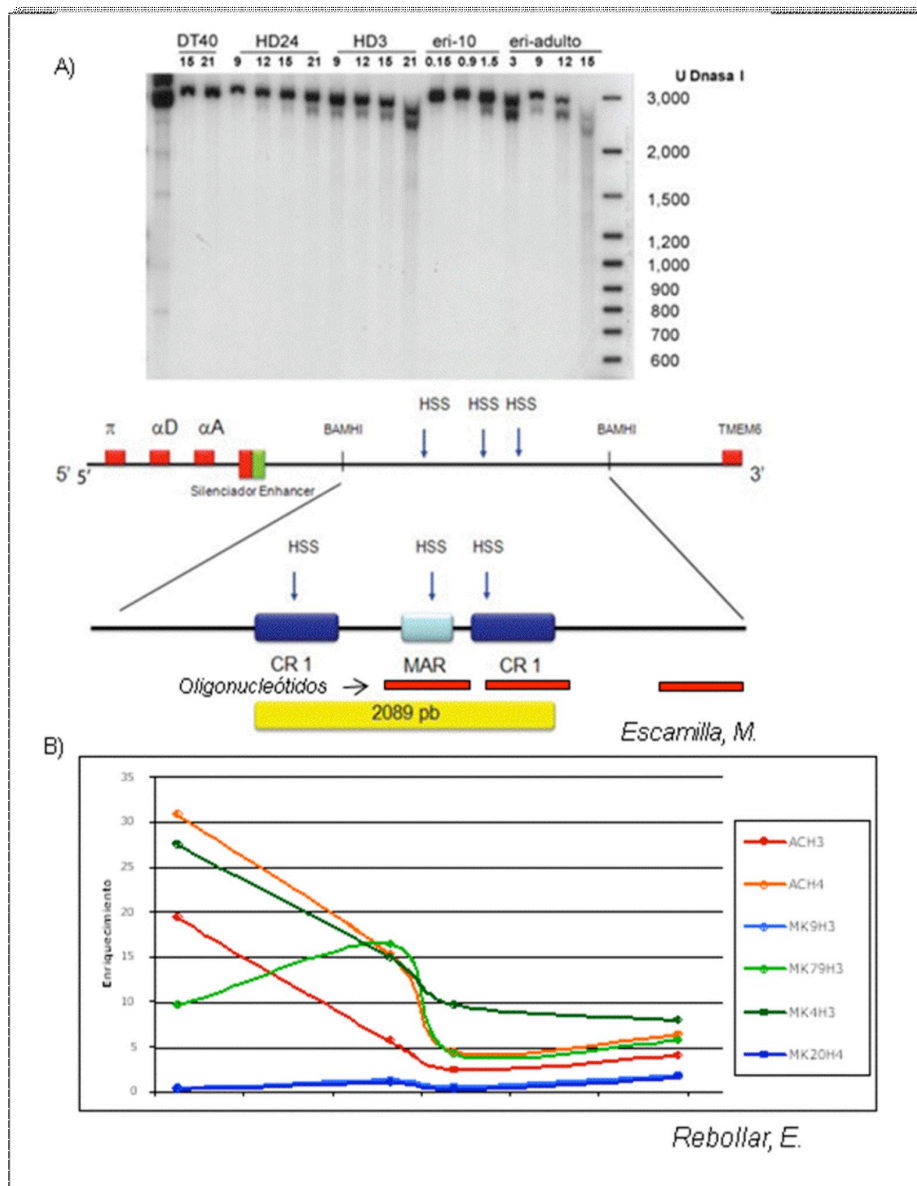 A)
DT40 HD24 HD3 eri-10 eri-adulto
15 21 9 12 15 21 9 12 15 21 0.15 0.9 1.5 3 9 12 15
U Dnasa I
3,000
2,000
1,500
1,200
1,000
900
800
700
600
π αD αA BAMHI HSS HSS HSS BAMHI TMEM6
5' 5' 3'
Silenciador Enhancer
HSS HSS HSS
CR 1 MAR CR 1
Oligonucleótidos
2089 pb
Escamilla, M.
B)
35
30
25
20
15
10
5
0
Enriquecimiento
ACH3
ACH4
MK9H3
MK79H3
MK4H3
MK20H4
Rebollar, E.